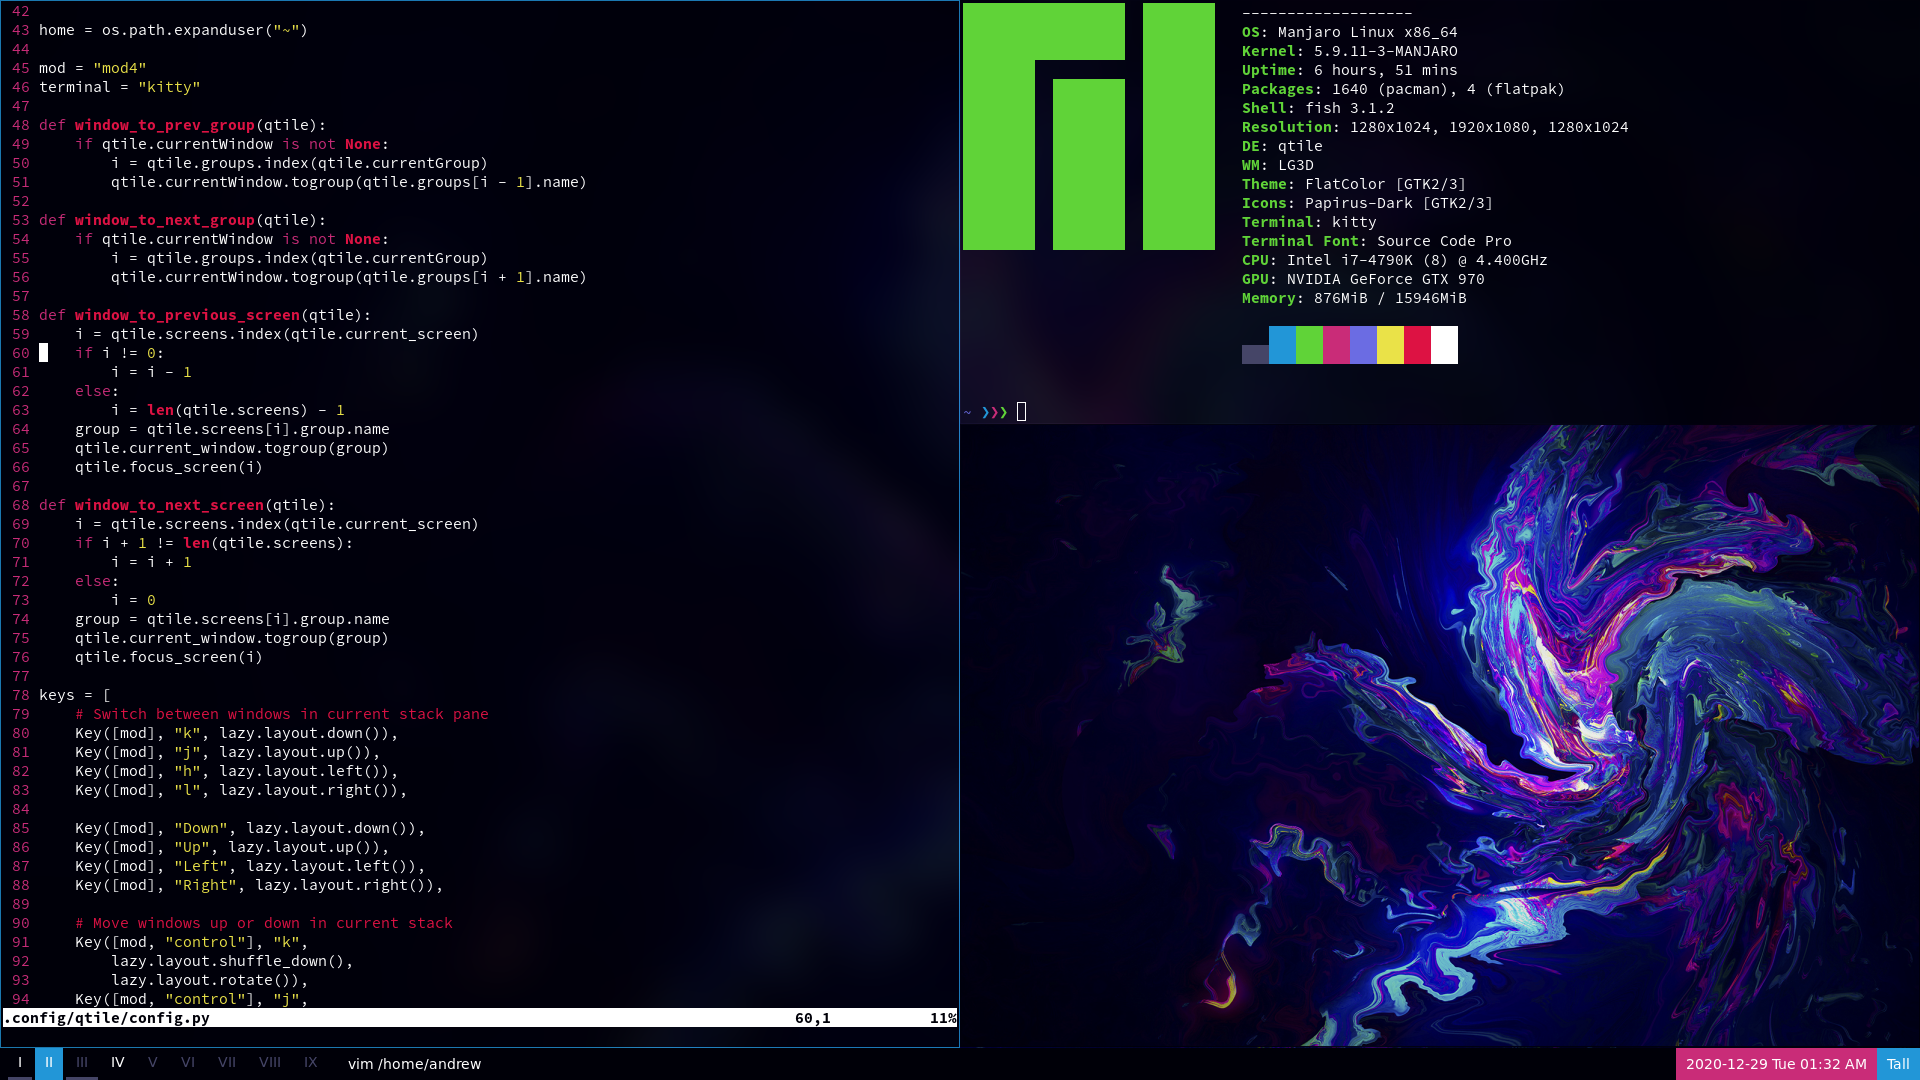 42
43 home = os.path.expanduser("~")
44
45 mod = "mod4"
46 terminal = "kitty"
47
48 def window_to_prev_group(qtile):
49     if qtile.currentWindow is not None:
50         i = qtile.groups.index(qtile.currentGroup)
51         qtile.currentWindow.togroup(qtile.groups[i - 1].name)
52
53 def window_to_next_group(qtile):
54     if qtile.currentWindow is not None:
55         i = qtile.groups.index(qtile.currentGroup)
56         qtile.currentWindow.togroup(qtile.groups[i + 1].name)
57
58 def window_to_previous_screen(qtile):
59     i = qtile.screens.index(qtile.current_screen)
60     if i != 0:
61         i = i - 1
62     else:
63         i = len(qtile.screens) - 1
64     group = qtile.screens[i].group.name
65     qtile.current_window.togroup(group)
66     qtile.focus_screen(i)
67
68 def window_to_next_screen(qtile):
69     i = qtile.screens.index(qtile.current_screen)
70     if i + 1 != len(qtile.screens):
71         i = i + 1
72     else:
73         i = 0
74     group = qtile.screens[i].group.name
75     qtile.current_window.togroup(group)
76     qtile.focus_screen(i)
77
78 keys = [
79     # Switch between windows in current stack pane
80     Key([mod], "k", lazy.layout.down()),
81     Key([mod], "j", lazy.layout.up()),
82     Key([mod], "h", lazy.layout.left()),
83     Key([mod], "l", lazy.layout.right()),
84
85     Key([mod], "Down", lazy.layout.down()),
86     Key([mod], "Up", lazy.layout.up()),
87     Key([mod], "Left", lazy.layout.left()),
88     Key([mod], "Right", lazy.layout.right()),
89
90     # Move windows up or down in current stack
91     Key([mod, "control"], "k",
92         lazy.layout.shuffle_down(),
93         lazy.layout.rotate()),
94     Key([mod, "control"], "j",
.config/qtile/config.py 60,1 11%
-------------------
OS: Manjaro Linux x86_64
Kernel: 5.9.11-3-MANJARO
Uptime: 6 hours, 51 mins
Packages: 1640 (pacman), 4 (flatpak)
Shell: fish 3.1.2
Resolution: 1280x1024, 1920x1080, 1280x1024
DE: qtile
WM: LG3D
Theme: FlatColor [GTK2/3]
Icons: Papirus-Dark [GTK2/3]
Terminal: kitty
Terminal Font: Source Code Pro
CPU: Intel i7-4790K (8) @ 4.400GHz
GPU: NVIDIA GeForce GTX 970
Memory: 876MiB / 15946MiB
~ ❯❯❯
I II III IV V VI VII VIII IX vim /home/andrew 2020-12-29 Tue 01:32 AM Tall